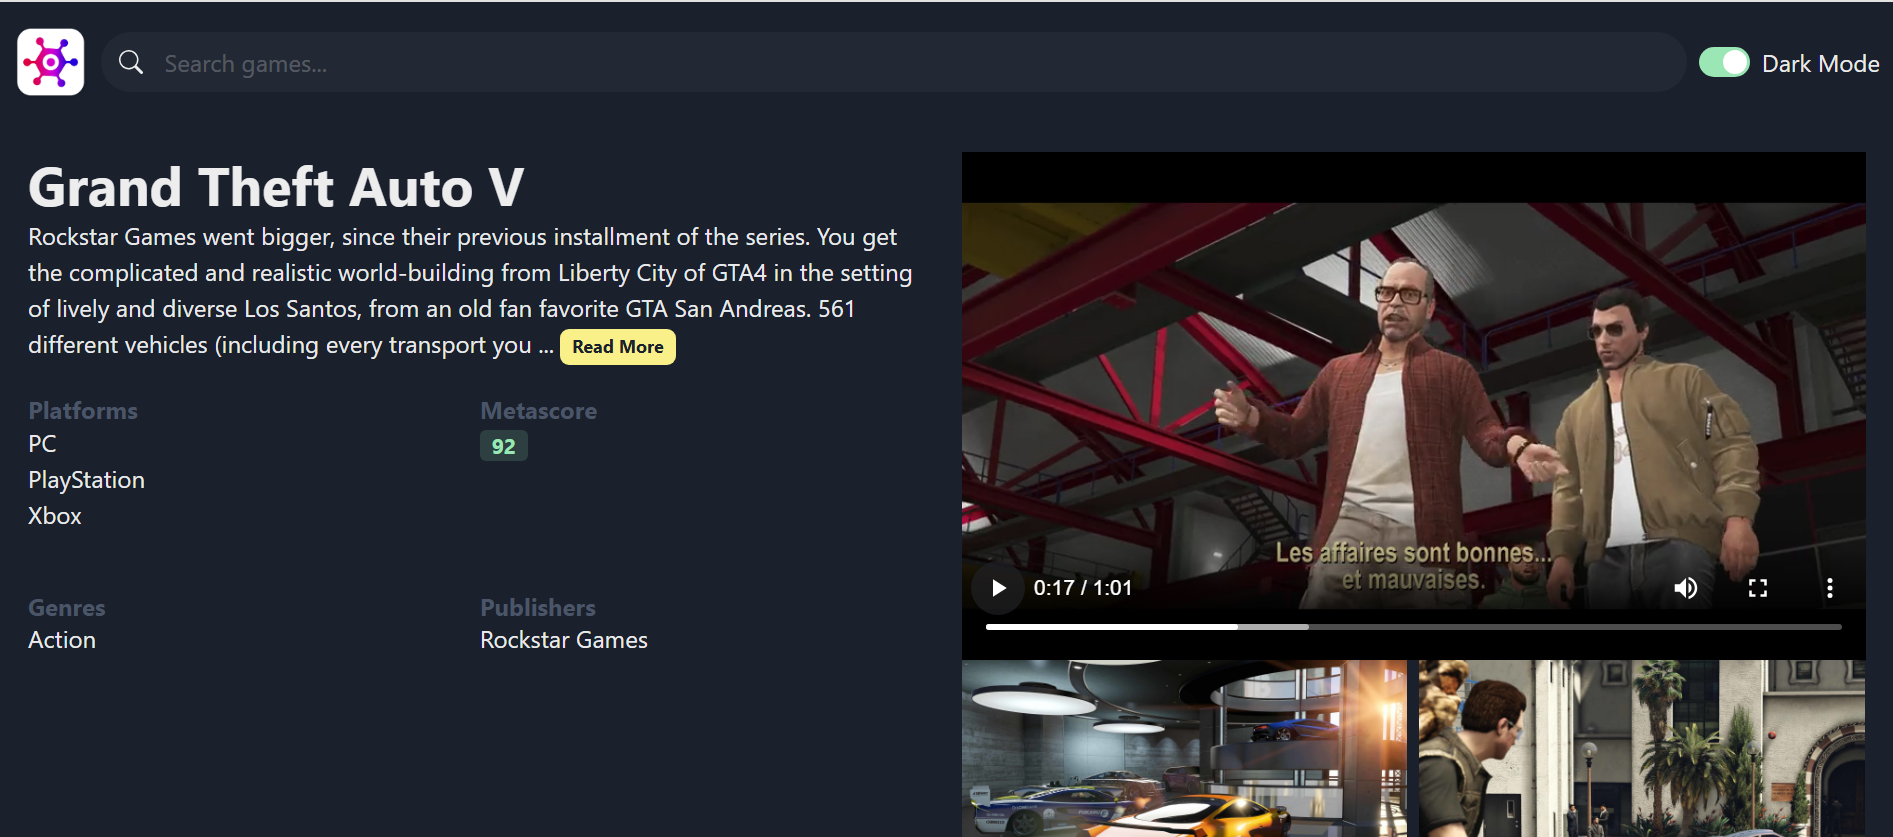 Search games...
Dark Mode
Grand Theft Auto V
Rockstar Games went bigger, since their previous installment of the series. You get
the complicated and realistic world-building from Liberty City of GTA4 in the setting
of lively and diverse Los Santos, from an old fan favorite GTA San Andreas. 561
different vehicles (including every transport you ... Read More
Platforms
PC
PlayStation
Xbox
Metascore
92
Genres
Action
Publishers
Rockstar Games
Les affaires sont bonnes...
et mauvaises.
0:17 / 1:01